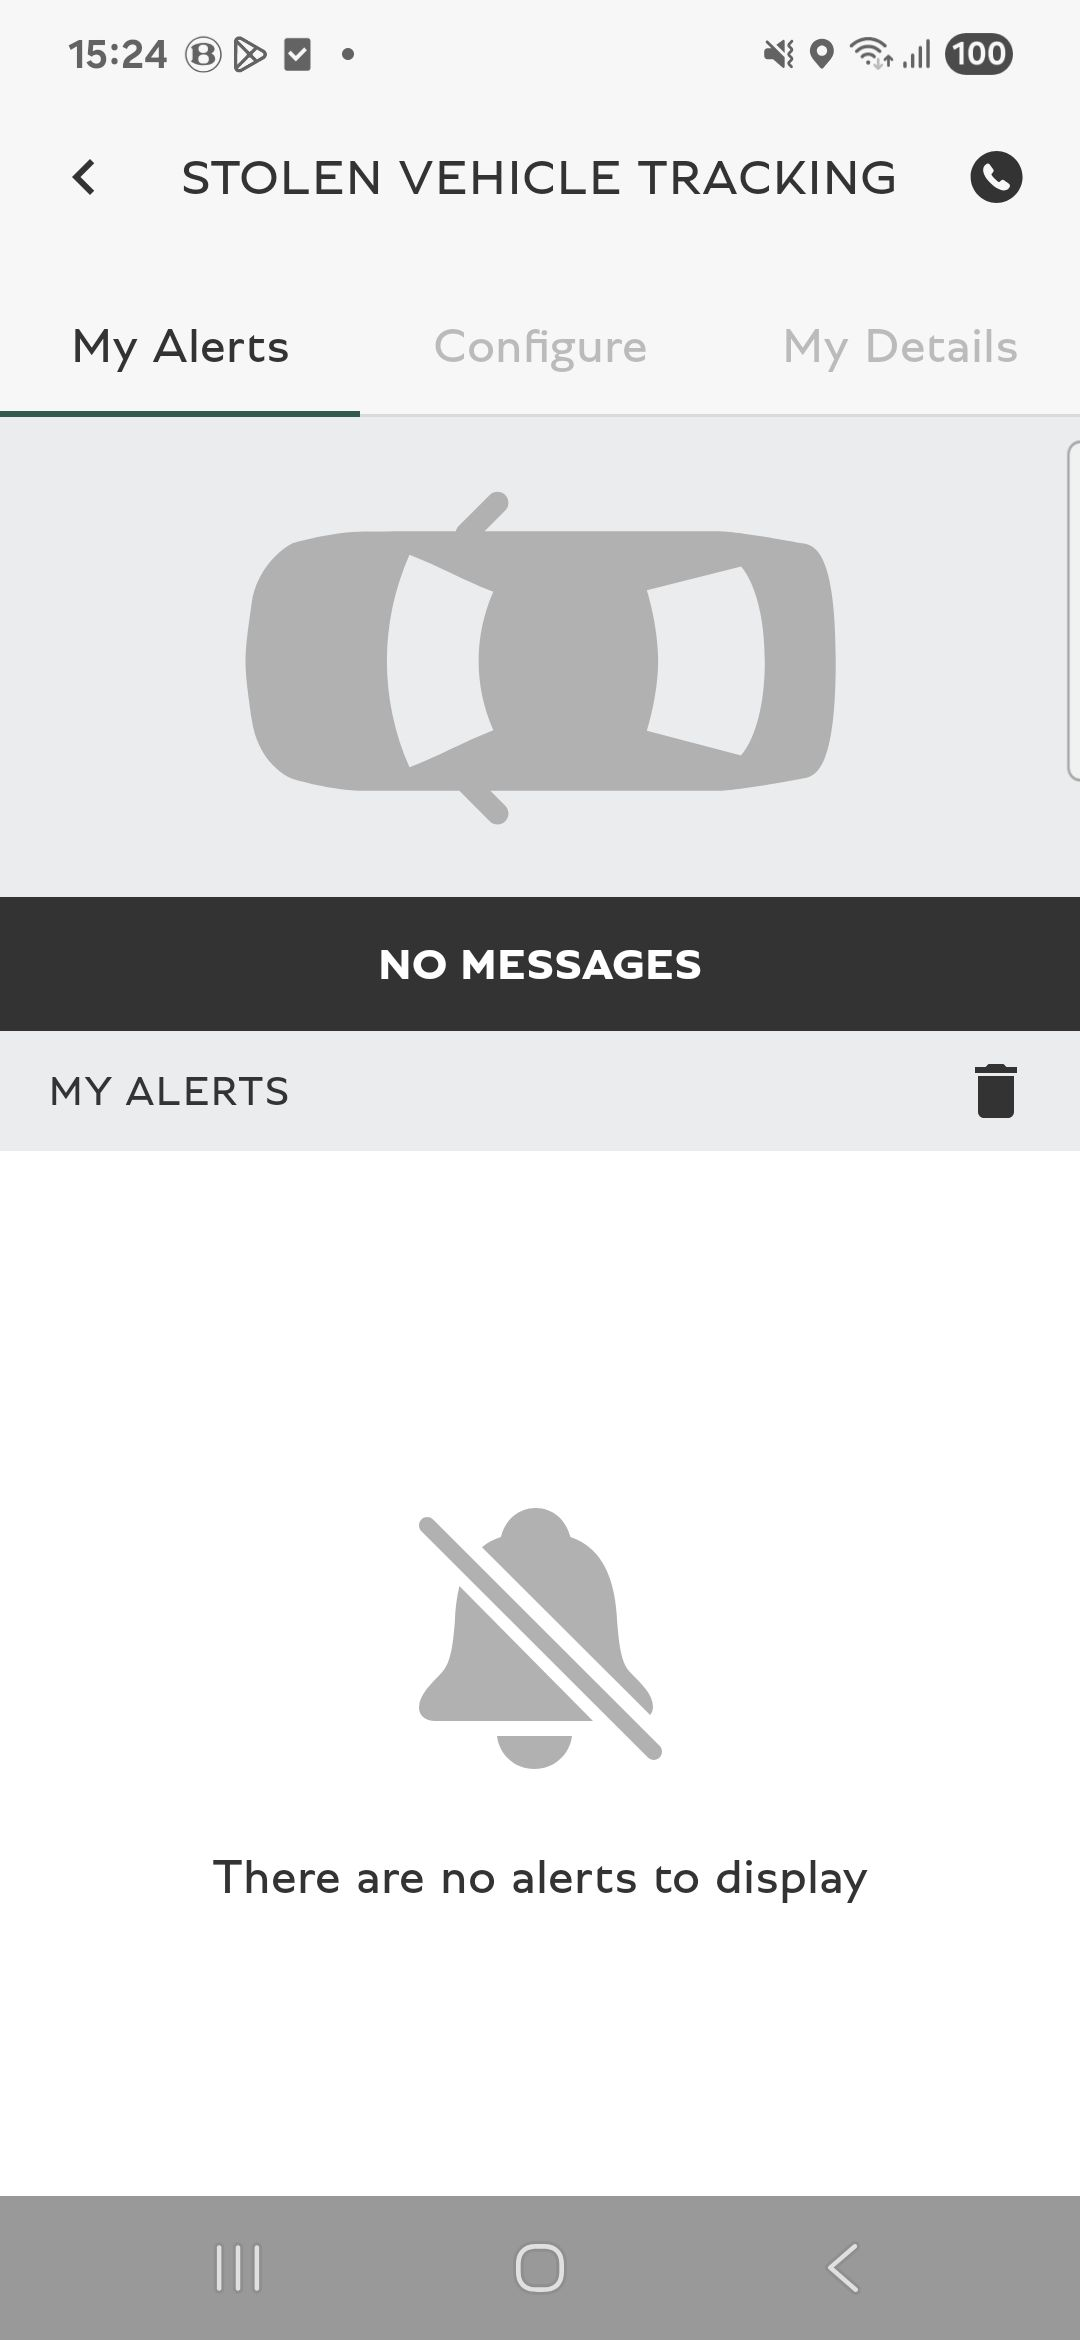 15:24
100
STOLEN VEHICLE TRACKING
My Alerts
Configure
My Details
NO MESSAGES
MY ALERTS
There are no alerts to display